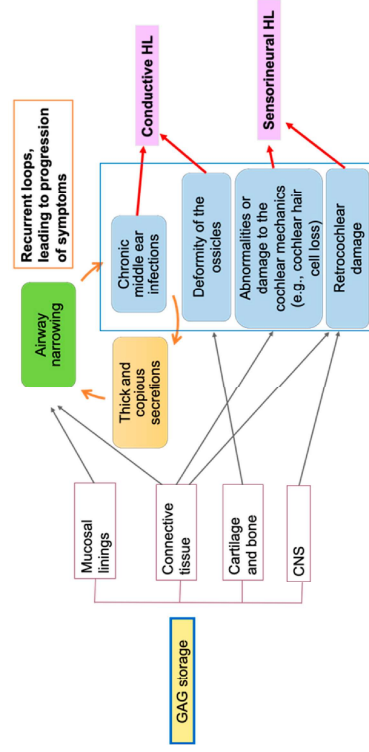 GAG storage
Mucosal
linings
Connective
tissue
Cartilage
and bone
CNS
Airway
narrowing
Thick and
copious
secretions
Recurrent loops,
leading to progression
of symptoms
Chronic
middle ear
infections
Deformity of the
ossicles
Abnormalities or
damage to the
cochlear mechanics
(e.g., cochlear hair
cell loss)
Retrocochlear
damage
Conductive HL
Sensorineural HL